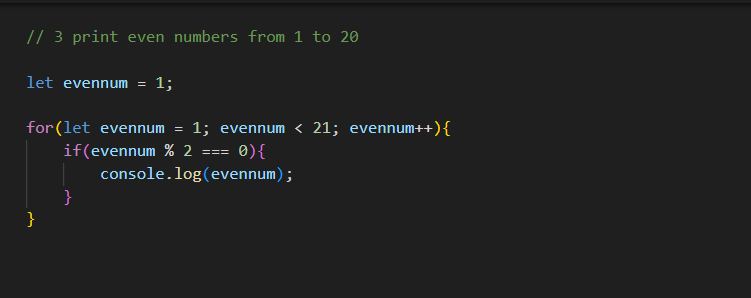 // 3 print even numbers from 1 to 20
let evennum = 1;
for(let evennum = 1; evennum < 21; evennum++){
if(evennum % 2 === 0){
console.log(evennum);
}
}